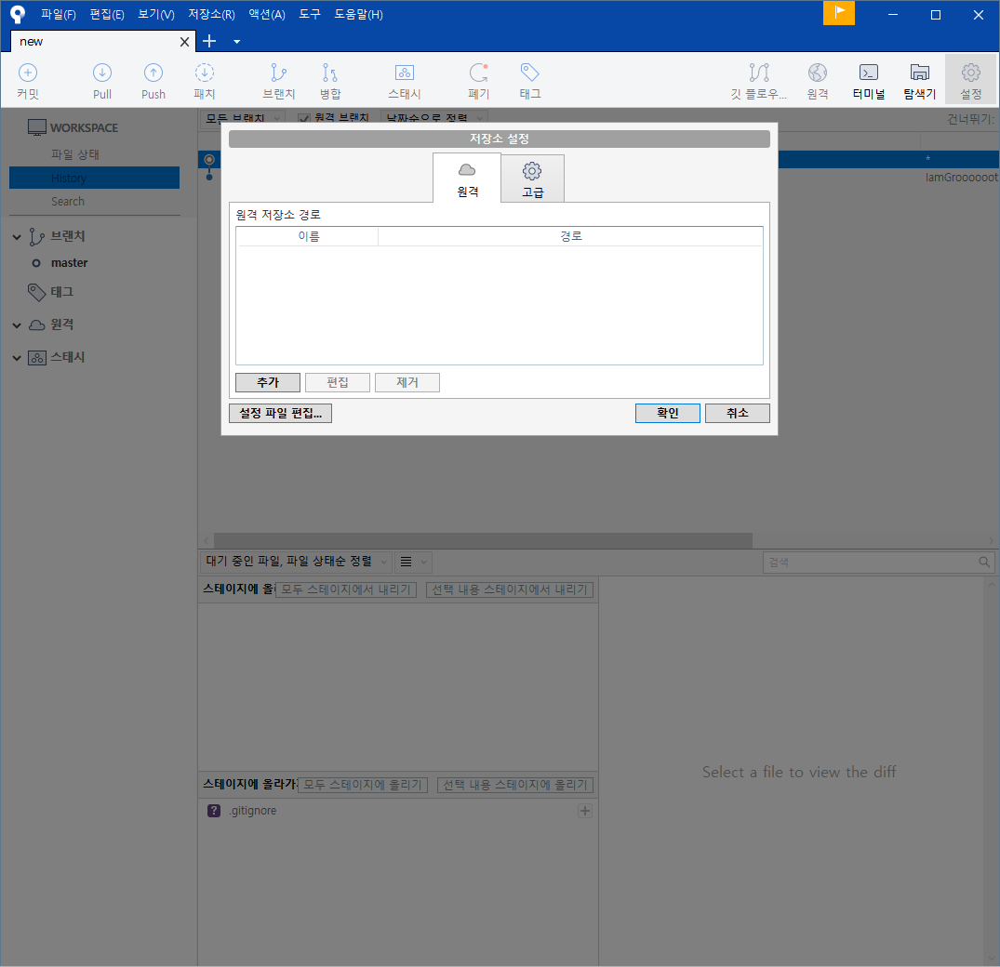 파일(F) 편집(E) 보기(V) 저장소(R) 액션(A) 도구 도움말(H)
new
커밋 Pull Push 패치 브랜치 병합 스태시 폐기 태그 깃 플로우... 원격 터미널 탐색기 설정
WORKSPACE
파일 상태
History
Search
브랜치
master
태그
원격
스태시
모든 브랜치 원격 브랜치 날짜순으로 정렬 건너뛰기:
*
IamGroooooot
저장소 설정
원격 고급
원격 저장소 경로
이름 경로
추가 편집 제거
설정 파일 편집... 확인 취소
대기 중인 파일, 파일 상태순 정렬 검색
스테이지에 올 모두 스테이지에서 내리기 선택 내용 스테이지에서 내리기
스테이지에 올라가 모두 스테이지에 올리기 선택 내용 스테이지에 올리기
? .gitignore
Select a file to view the diff